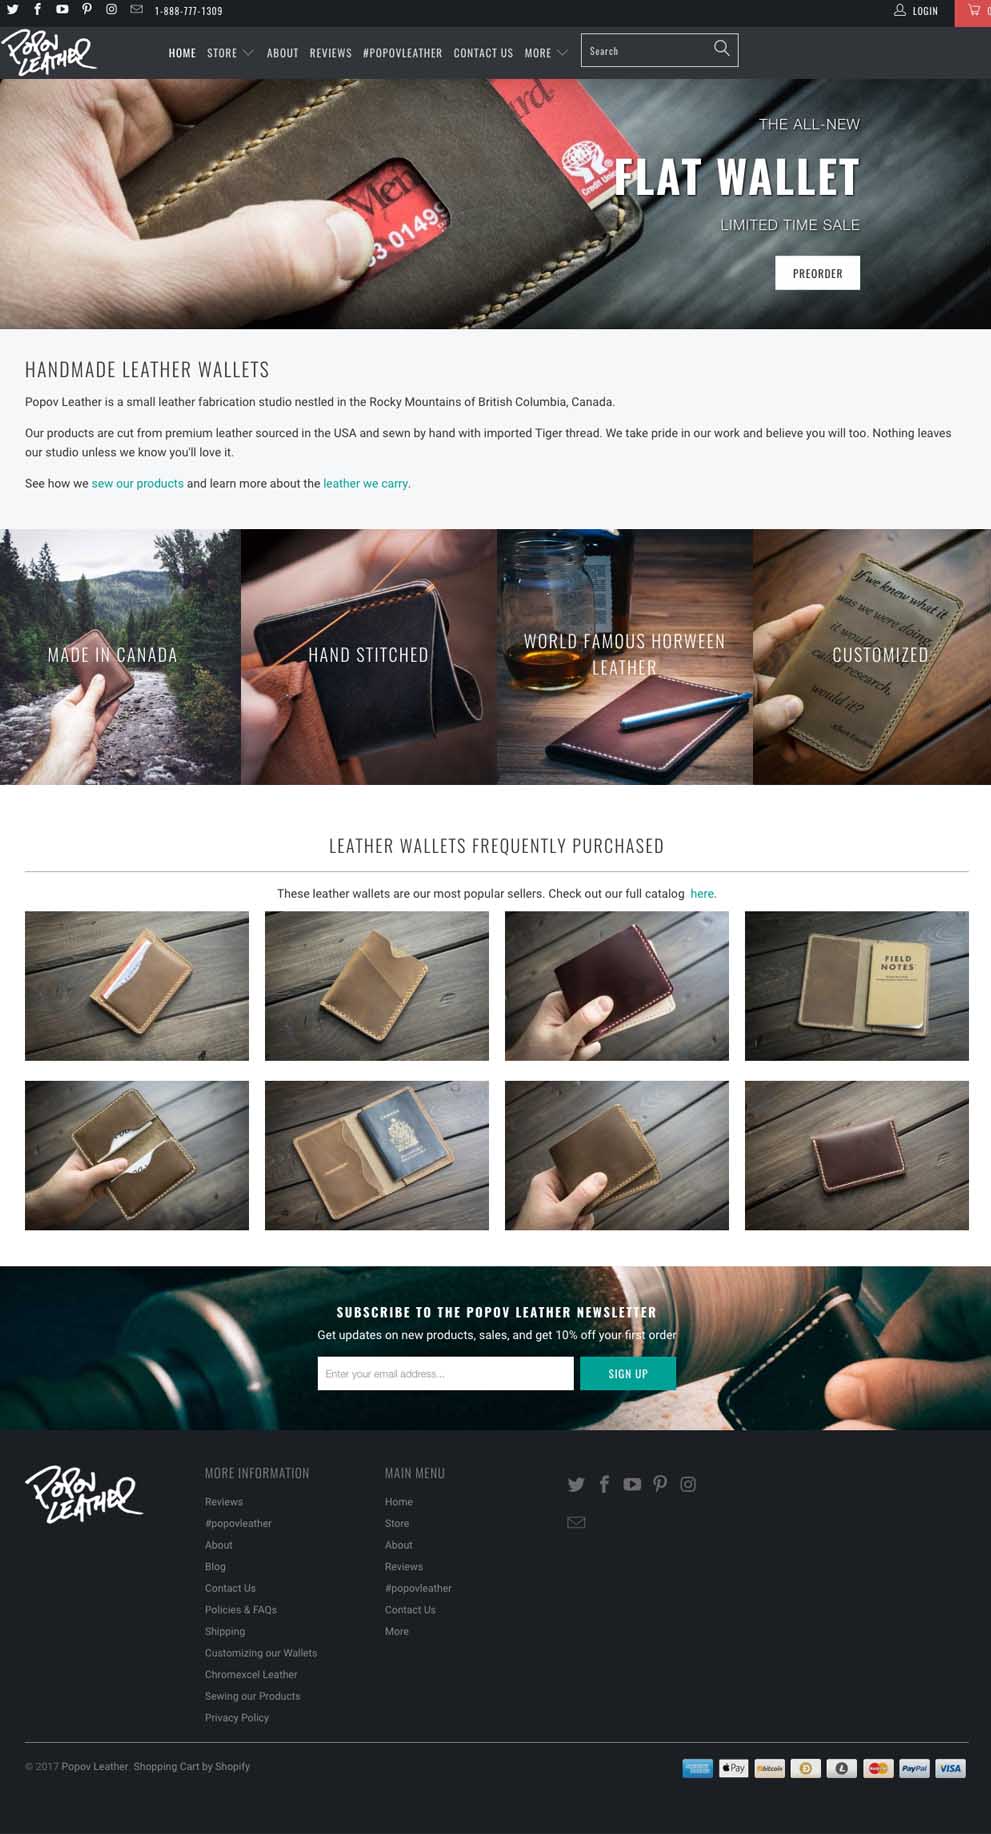 1-888-777-1309
LOGIN
0
POPOV
LEATHER
HOME STORE ABOUT REVIEWS #POPOVLEATHER CONTACT US MORE
Search
THE ALL-NEW
FLAT WALLET
LIMITED TIME SALE
PREORDER
Credit Union
HANDMADE LEATHER WALLETS
Popov Leather is a small leather fabrication studio nestled in the Rocky Mountains of British Columbia, Canada.
Our products are cut from premium leather sourced in the USA and sewn by hand with imported Tiger thread. We take pride in our work and believe you will too. Nothing leaves
our studio unless we know you'll love it.
See how we sew our products and learn more about the leather we carry.
MADE IN CANADA
HAND STITCHED
WORLD FAMOUS HORWEEN
LEATHER
CUSTOMIZED
If we knew what it
was we were doing,
it would
research,
would it?
LEATHER WALLETS FREQUENTLY PURCHASED
These leather wallets are our most popular sellers. Check out our full catalog here.
FIELD
NOTES
SUBSCRIBE TO THE POPOV LEATHER NEWSLETTER
Get updates on new products, sales, and get 10% off your first order
Enter your email address...
SIGN UP
POPOV
LEATHER
MORE INFORMATION
Reviews
#popovleather
About
Blog
Contact Us
Policies & FAQs
Shipping
Customizing our Wallets
Chromexcel Leather
Sewing our Products
Privacy Policy
MAIN MENU
Home
Store
About
Reviews
#popovleather
Contact Us
More
© 2017 Popov Leather. Shopping Cart by Shopify
Pay
bitcoin
PayPal
VISA